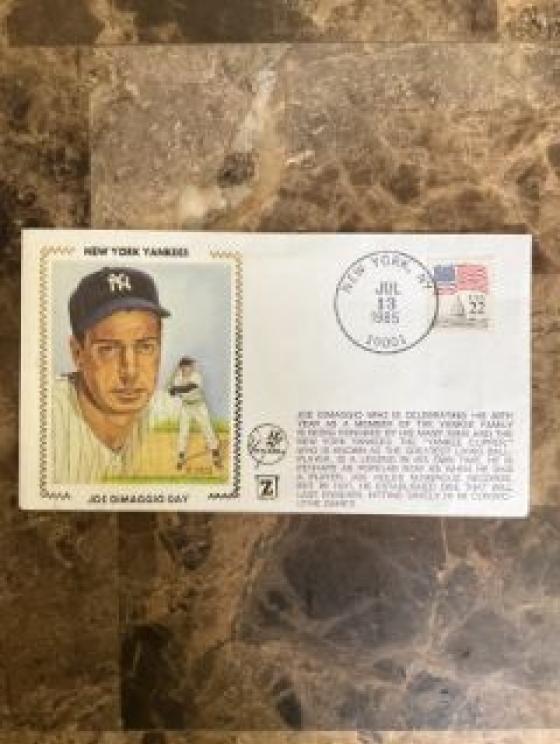 NEW YORK YANKEES
NY
JOE DIMAGGIO DAY
NEW YORK, NY
JUL
13
1985
10001
USA
22
Z
JOE DIMAGGIO WHO IS CELEBRATING HIS 50TH
YEAR AS A MEMBER OF THE YANKEE FAMILY
IS BEING HONORED BY HIS MANY FANS AND THE
NEW YORK YANKEES. THE "YANKEE CLIPPER"
WHO IS KNOWN AS THE GREATEST LIVING BALL
PLAYER, IS A LEGEND IN HIS OWN TIME. HE IS
PERHAPS AS POPULAR NOW AS WHEN HE WAS
A PLAYER. JOE HOLDS NUMEROUS RECORDS
BUT IN 1941, HE ESTABLISHED ONE THAT WILL
LAST FOREVER, HITTING SAFELY IN 56 CONSEC-
UTIVE GAMES.